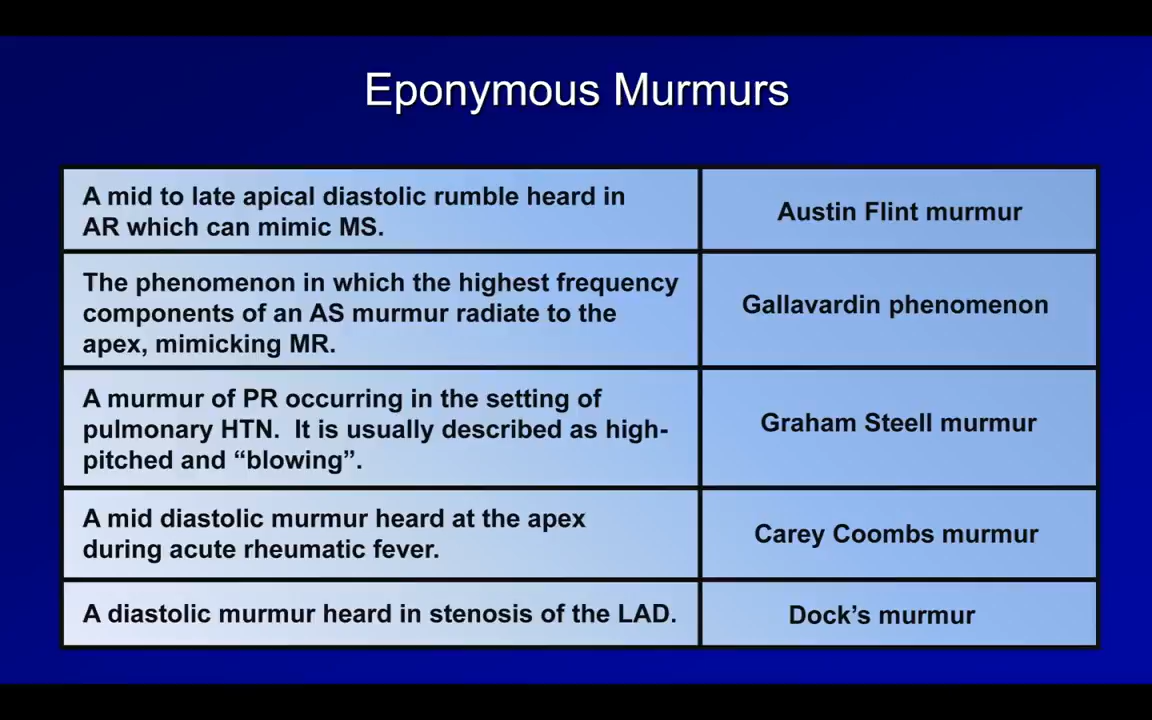 Eponymous Murmurs
A mid to late apical diastolic rumble heard in
AR which can mimic MS.
Austin Flint murmur
The phenomenon in which the highest frequency
components of an AS murmur radiate to the
apex, mimicking MR.
Gallavardin phenomenon
A murmur of PR occurring in the setting of
pulmonary HTN.  It is usually described as high-
pitched and “blowing”.
Graham Steell murmur
A mid diastolic murmur heard at the apex
during acute rheumatic fever.
Carey Coombs murmur
A diastolic murmur heard in stenosis of the LAD.
Dock’s murmur